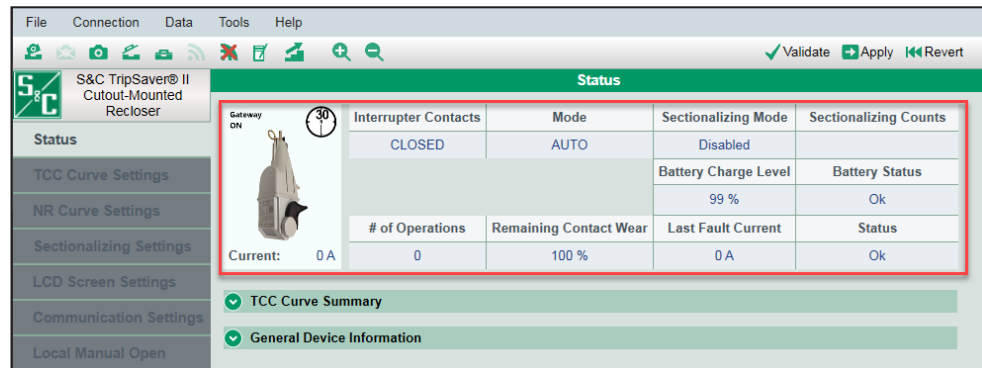 File Connection Data Tools Help
Validate Apply Revert
S&C
S&C TripSaver® II
Cutout-Mounted
Recloser
Status
TCC Curve Settings
NR Curve Settings
Sectionalizing Settings
LCD Screen Settings
Communication Settings
Local Manual Open
Status
Gateway
ON
30
Current: 0 A
Interrupter Contacts Mode Sectionalizing Mode Sectionalizing Counts
CLOSED AUTO Disabled
Battery Charge Level Battery Status
99 % Ok
# of Operations Remaining Contact Wear Last Fault Current Status
0 100 % 0 A Ok
TCC Curve Summary
General Device Information